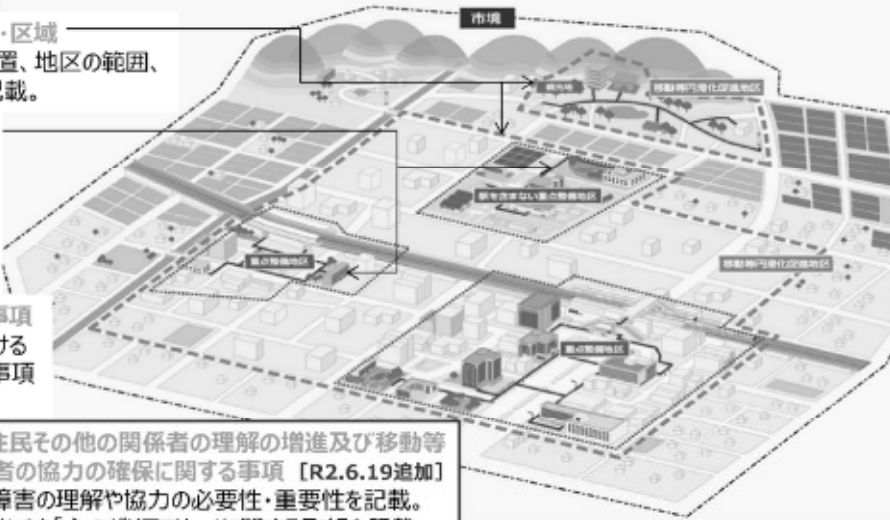 市境
・区域
置、地区の範囲、
記載。
観光地
移動等円滑化促進地区
駅を含まない重点整備地区
重点整備地区
移動等円滑化促進地区
重点整備地区
事項
ける
事項
住民その他の関係者の理解の増進及び移動等
者の協力の確保に関する事項 [R2.6.19追加]
障害の理解や協力の必要性・重要性を記載。